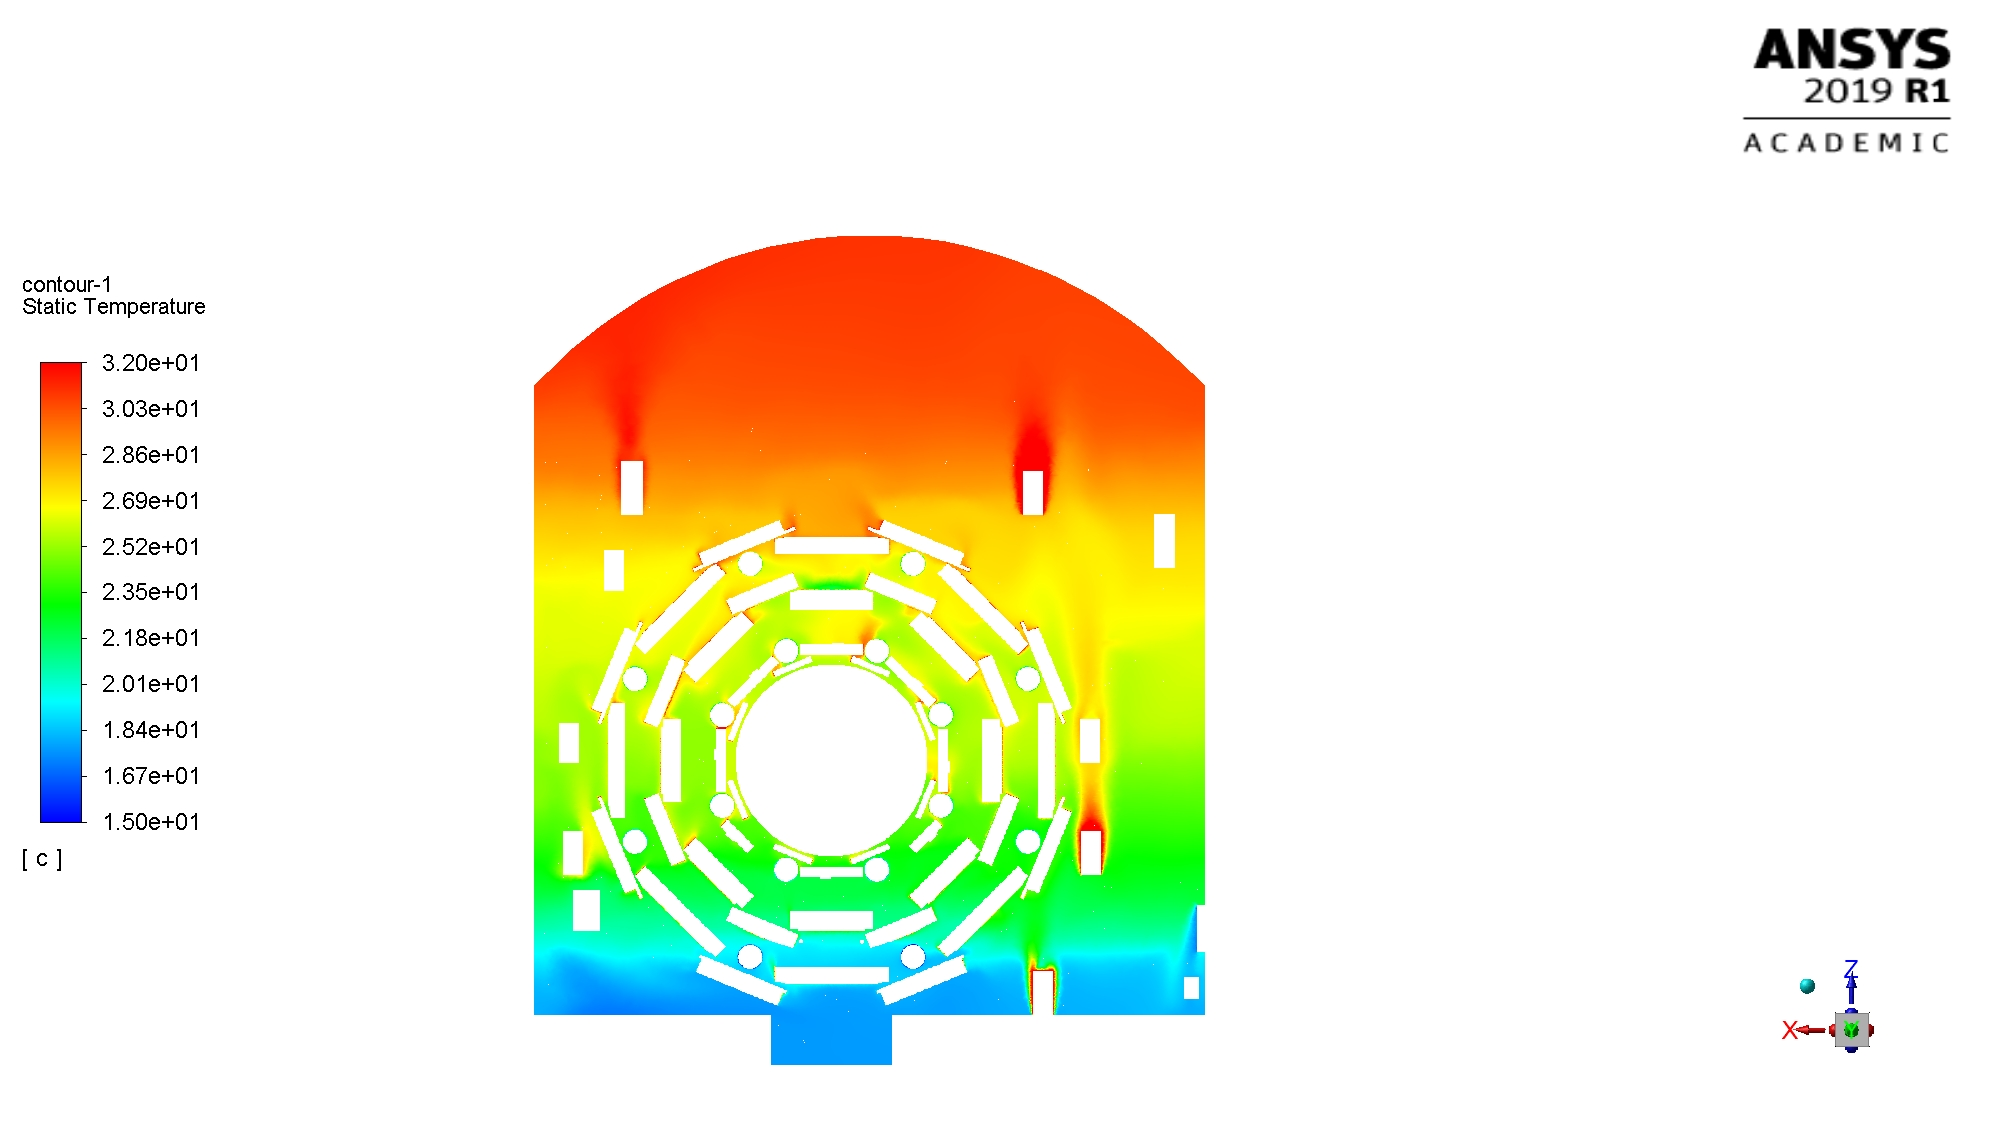 ANSYS
2019 R1
ACADEMIC
contour-1
Static Temperature
3.20e+01
3.03e+01
2.86e+01
2.69e+01
2.52e+01
2.35e+01
2.18e+01
2.01e+01
1.84e+01
1.67e+01
1.50e+01
[ c ]
Z
X
Y